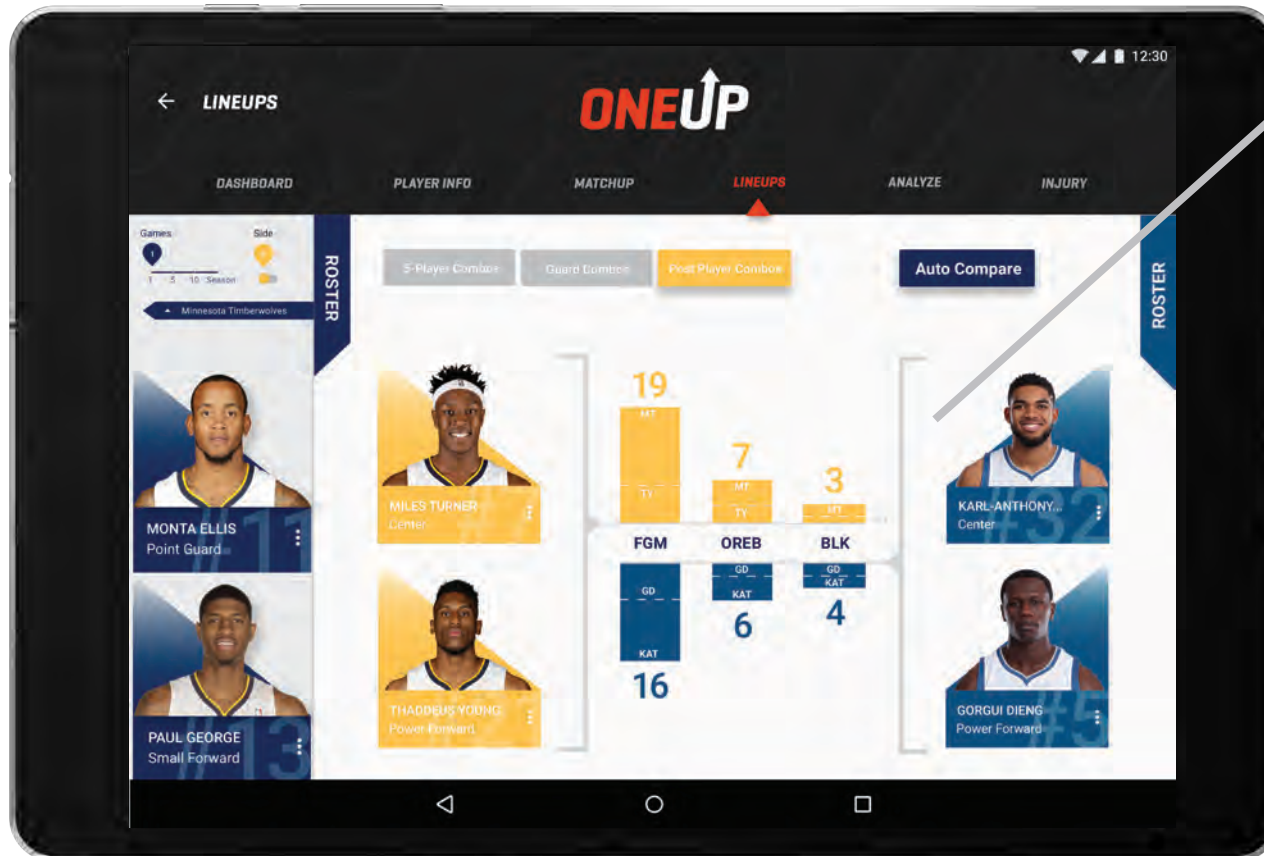 12:30
LINEUPS
ONEUP
DASHBOARD
PLAYER INFO
MATCHUP
LINEUPS
ANALYZE
INJURY
Games
Side
1
1 5 10 Season
Minnesota Timberwolves
ROSTER
5-Player Combos
Guard Combos
Post Player Combos
Auto Compare
ROSTER
#11
MONTA ELLIS
Point Guard
#13
PAUL GEORGE
Small Forward
MILES TURNER
Center
THADDEUS YOUNG
Power Forward
19
MT
TY
7
MT
TY
3
MT
FGM
OREB
BLK
GD
KAT
16
GD
KAT
6
GD
KAT
4
#32
KARL-ANTHONY...
Center
#5
GORGUI DIENG
Power Forward